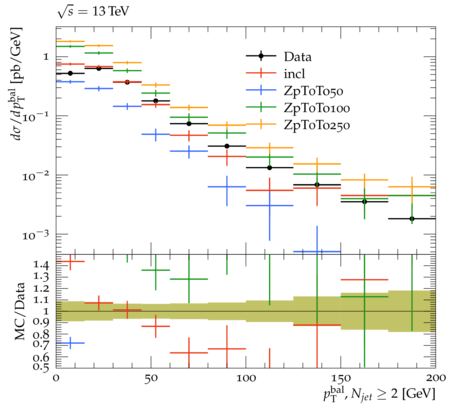 √s = 13 TeV
dσ/dp_T^bal [pb/GeV]
1
10⁻¹
10⁻²
10⁻³
Data
incl
ZpToTo50
ZpToTo100
ZpToTo250
MC/Data
1.4
1.3
1.2
1.1
1
0.9
0.8
0.7
0.6
0.5
0 50 100 150 200
p_T^bal, N_jet ≥ 2 [GeV]